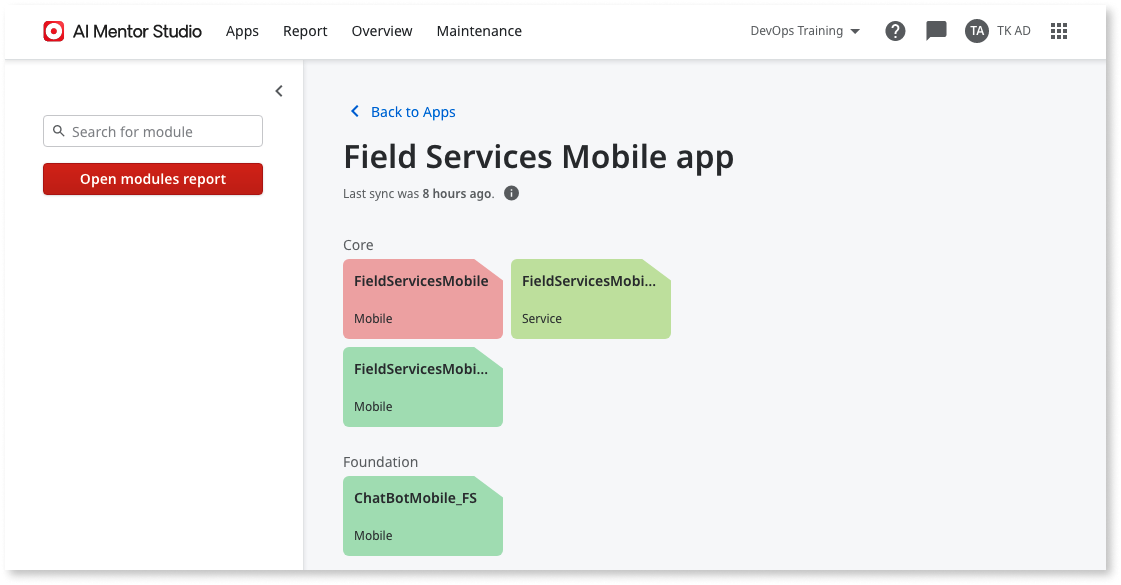 AI Mentor Studio Apps Report Overview Maintenance DevOps Training ? TA TK AD
Search for module
Open modules report
Back to Apps
Field Services Mobile app
Last sync was 8 hours ago. i
Core
FieldServicesMobile
Mobile
FieldServicesMobi...
Service
FieldServicesMobi...
Mobile
Foundation
ChatBotMobile_FS
Mobile